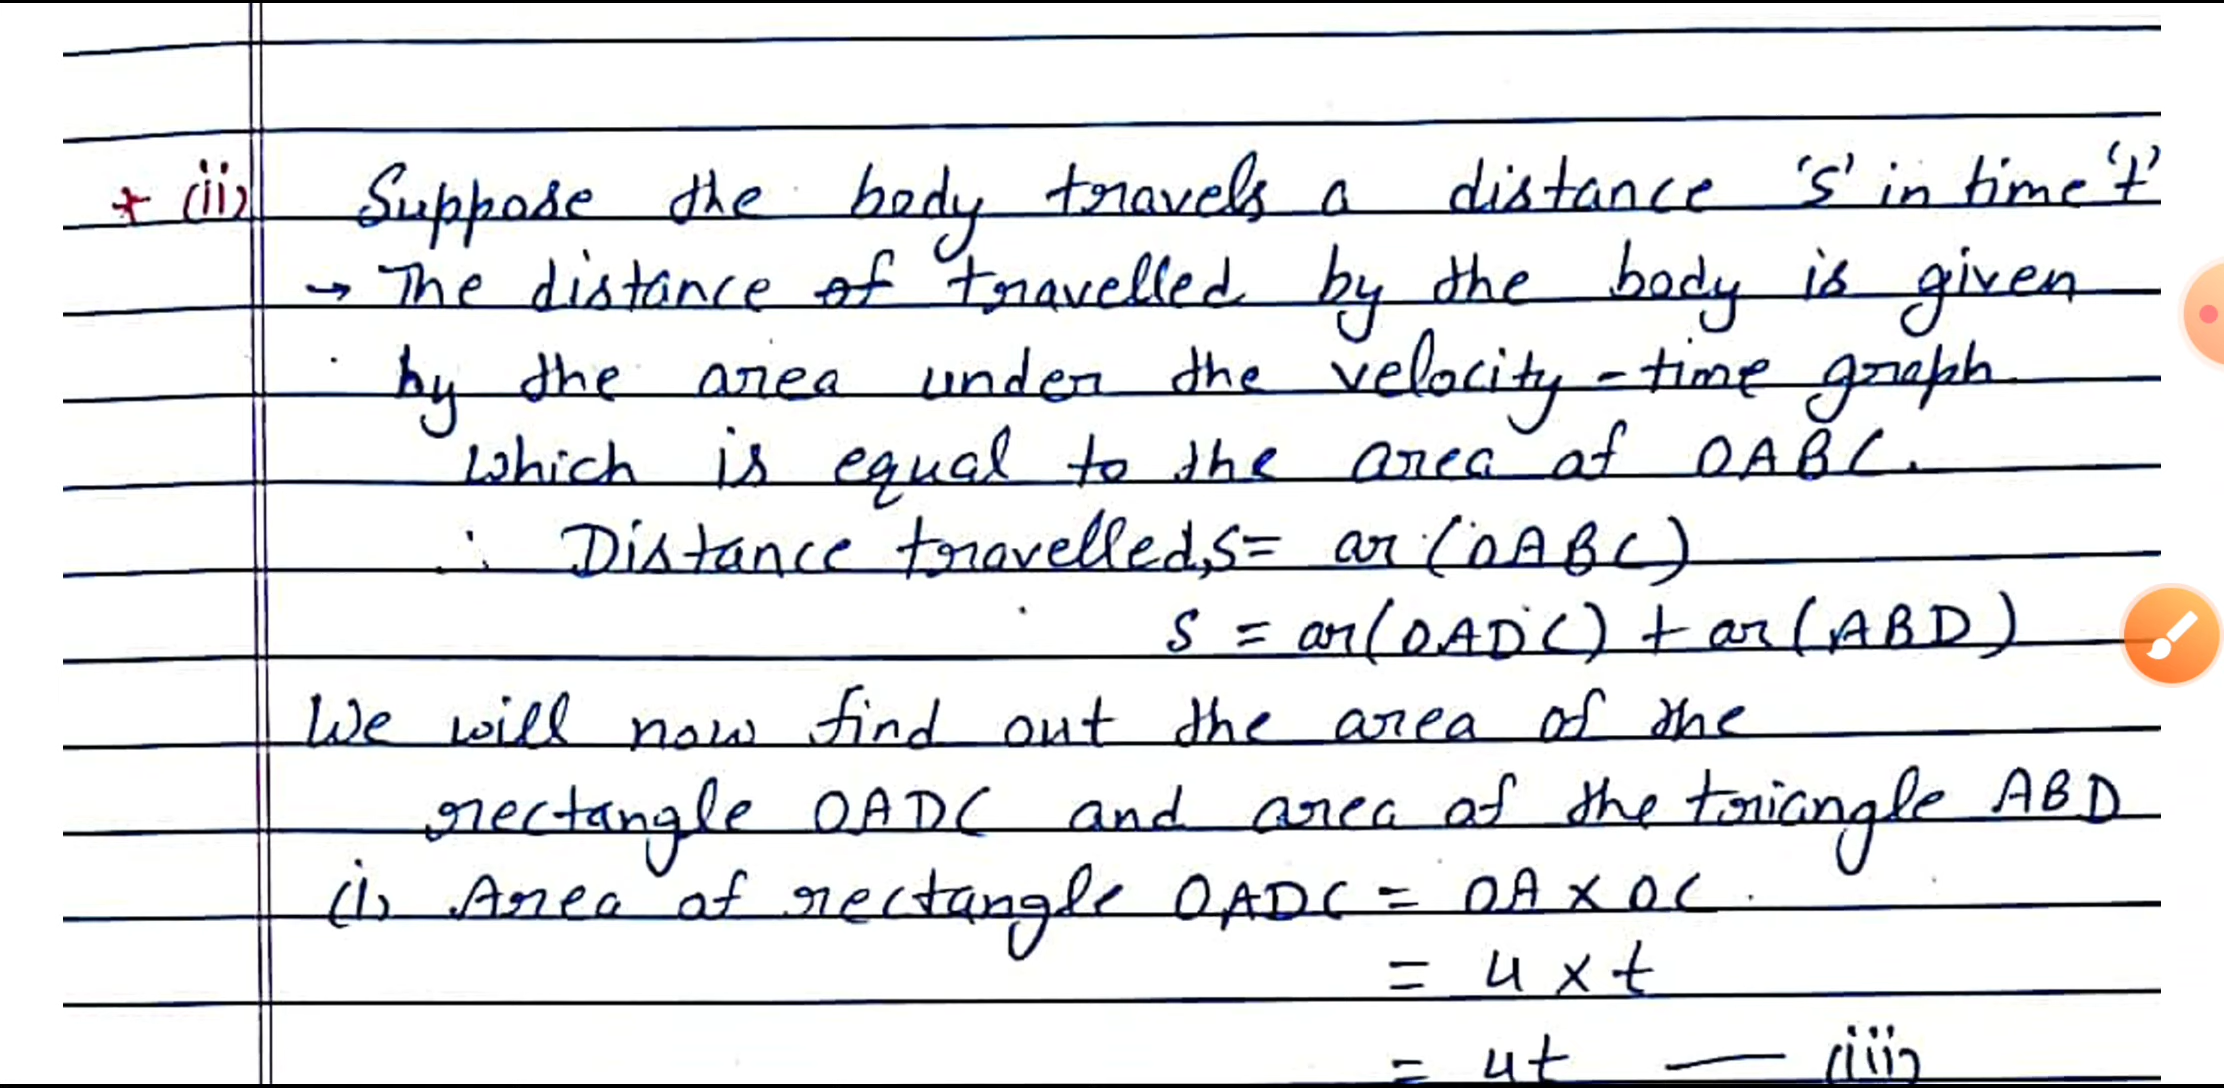 * (ii) Suppose the body travels a distance 's' in time 't'
→ The distance of travelled by the body is given
by the area under the velocity-time graph
which is equal to the area of OABC.
∴ Distance travelled, s = ar (OABC)
s = ar(OADC) + ar(ABD)
We will now find out the area of the
rectangle OADC and area of the triangle ABD
(i) Area of rectangle OADC = OA × OC.
= u × t
= ut — (iii)